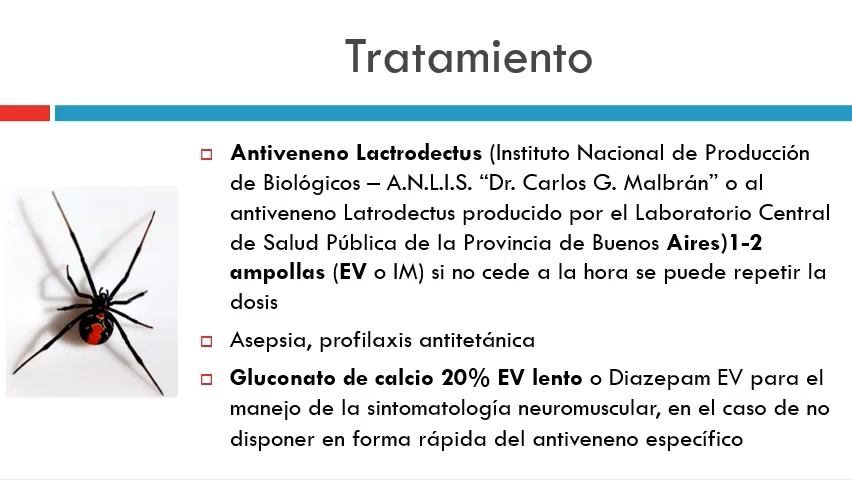 Tratamiento
Antiveneno Lactrodectus (Instituto Nacional de Producción
de Biológicos – A.N.L.I.S. “Dr. Carlos G. Malbrán” o al
antiveneno Latrodectus producido por el Laboratorio Central
de Salud Pública de la Provincia de Buenos Aires)1-2
ampollas (EV o IM) si no cede a la hora se puede repetir la
dosis
Asepsia, profilaxis antitetánica
Gluconato de calcio 20% EV lento o Diazepam EV para el
manejo de la sintomatología neuromuscular, en el caso de no
disponer en forma rápida del antiveneno específico